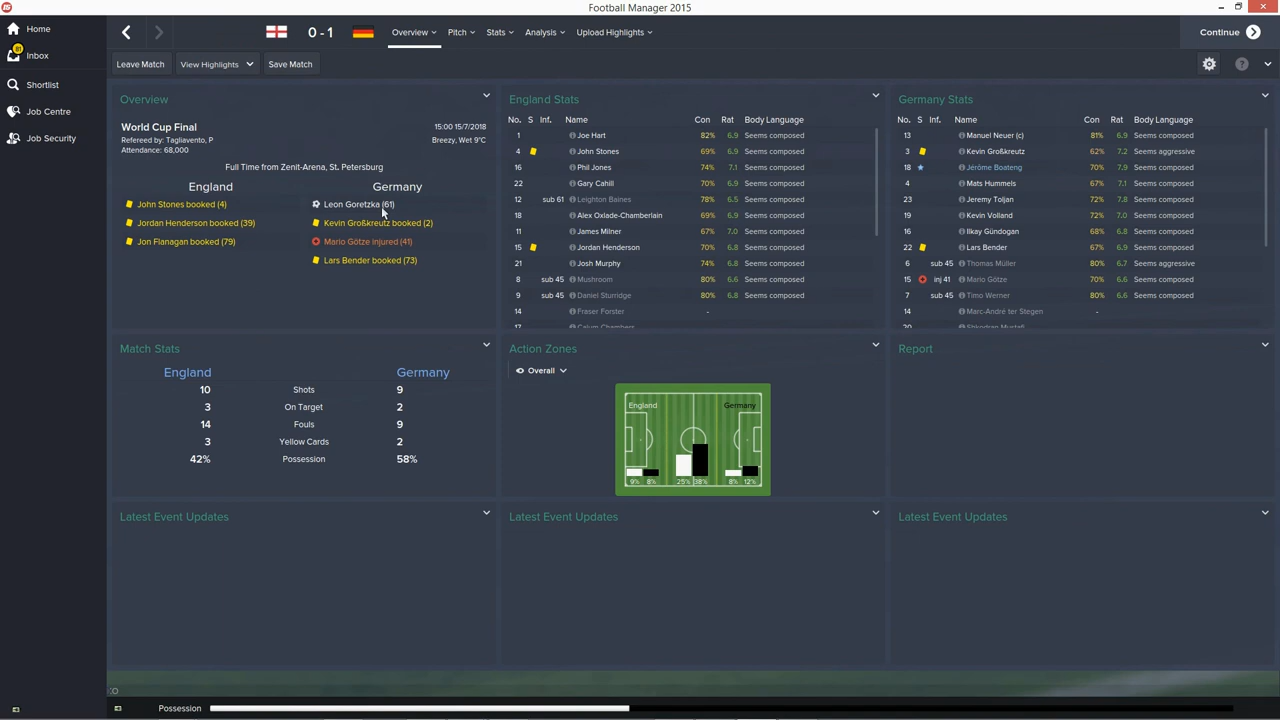 Football Manager 2015
Home
81
Inbox
Shortlist
Job Centre
Job Security
0 - 1
Overview Pitch Stats Analysis Upload Highlights
Continue
Leave Match View Highlights Save Match
Overview
World Cup Final 15:00 15/7/2018
Refereed by: Tagliavento, P Breezy, Wet 9°C
Attendance: 68,000
Full Time from Zenit-Arena, St. Petersburg
England Germany
John Stones booked (4) Leon Goretzka (61)
Jordan Henderson booked (39) Kevin Großkreutz booked (2)
Jon Flanagan booked (79) Mario Götze injured (41)
Lars Bender booked (73)
England Stats
No. S Inf. Name Con Rat Body Language
1 Joe Hart 82% 6.9 Seems composed
4 John Stones 69% 6.9 Seems composed
16 Phil Jones 74% 7.1 Seems composed
22 Gary Cahill 70% 6.9 Seems composed
12 sub 61 Leighton Baines 78% 6.5 Seems composed
18 Alex Oxlade-Chamberlain 69% 6.9 Seems composed
11 James Milner 67% 7.0 Seems composed
15 Jordan Henderson 70% 6.8 Seems composed
21 Josh Murphy 74% 6.8 Seems composed
8 sub 45 Mushroom 80% 6.6 Seems composed
9 sub 45 Daniel Sturridge 80% 6.8 Seems composed
14 Fraser Forster -
17 Calum Chambers
Germany Stats
No. S Inf. Name Con Rat Body Language
13 Manuel Neuer (c) 81% 6.9 Seems composed
3 Kevin Großkreutz 62% 7.2 Seems aggressive
18 Jérôme Boateng 70% 7.9 Seems composed
4 Mats Hummels 67% 7.1 Seems composed
23 Jeremy Toljan 72% 7.8 Seems composed
19 Kevin Volland 72% 7.0 Seems composed
16 Ilkay Gündogan 68% 6.8 Seems composed
22 Lars Bender 67% 6.9 Seems composed
6 sub 45 Thomas Müller 80% 6.7 Seems aggressive
15 inj 41 Mario Götze 70% 6.6 Seems composed
7 sub 45 Timo Werner 80% 6.6 Seems composed
14 Marc-André ter Stegen -
20 Shkodran Mustafi
Match Stats
England Germany
10 Shots 9
3 On Target 2
14 Fouls 9
3 Yellow Cards 2
42% Possession 58%
Action Zones
Overall
England Germany
9% 8% 25% 38% 8% 12%
Report
Latest Event Updates
Latest Event Updates
Latest Event Updates
Possession